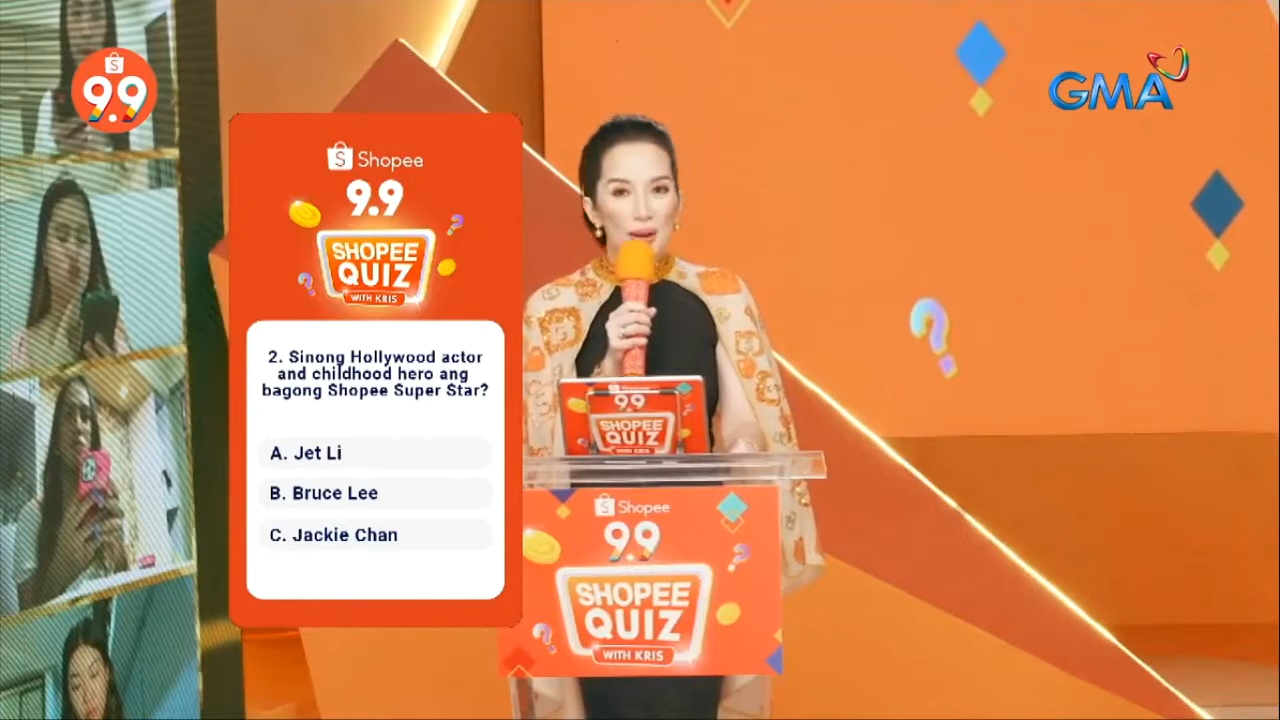 9.9
GMA
Shopee
9.9
SHOPEE
QUIZ
WITH KRIS
2. Sinong Hollywood actor
and childhood hero ang
bagong Shopee Super Star?
A. Jet Li
B. Bruce Lee
C. Jackie Chan
9.9
SHOPEE
QUIZ
WITH KRIS
Shopee
9.9
SHOPEE
QUIZ
WITH KRIS